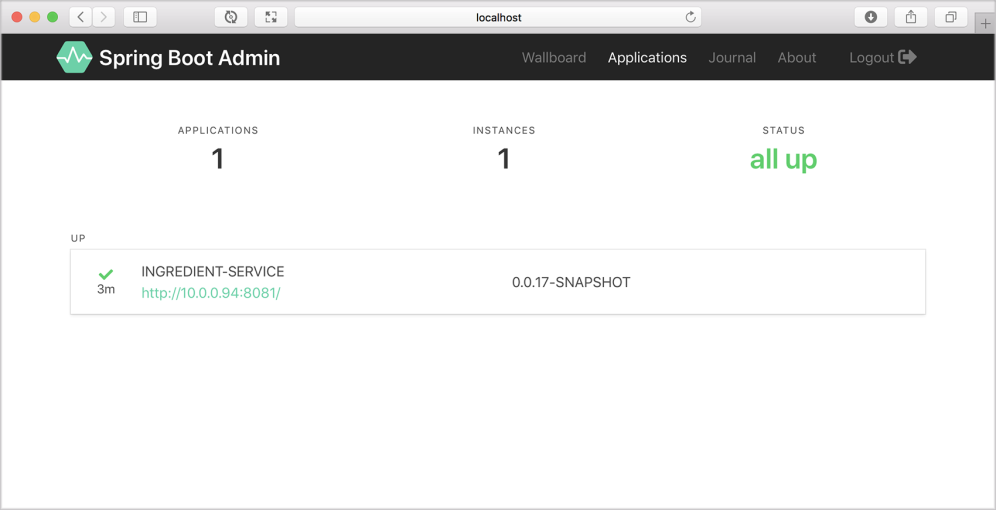 localhost
Spring Boot Admin Wallboard Applications Journal About Logout
APPLICATIONS INSTANCES STATUS
1 1 all up
UP
INGREDIENT-SERVICE
3m http://10.0.0.94:8081/ 0.0.17-SNAPSHOT